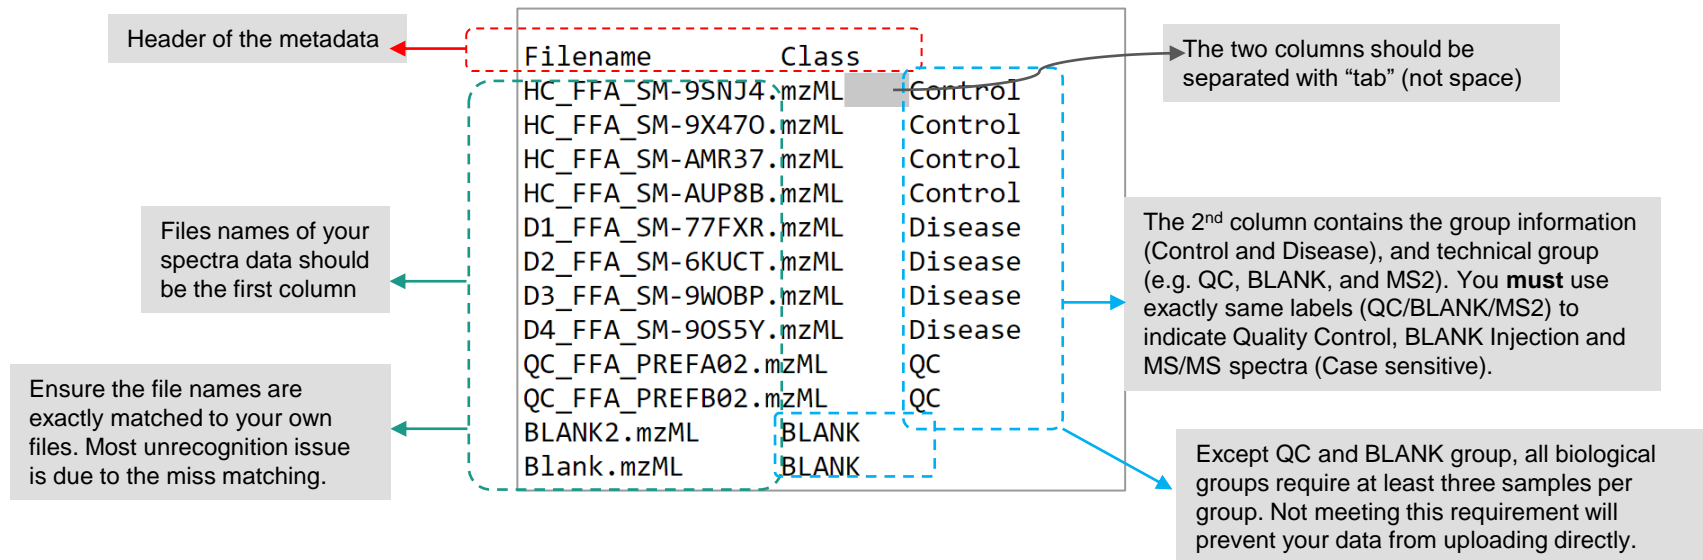 Header of the metadata
Filename Class
HC_FFA_SM-9SNJ4.mzML Control
HC_FFA_SM-9X47O.mzML Control
HC_FFA_SM-AMR37.mzML Control
HC_FFA_SM-AUP8B.mzML Control
D1_FFA_SM-77FXR.mzML Disease
D2_FFA_SM-6KUCT.mzML Disease
D3_FFA_SM-9WOBP.mzML Disease
D4_FFA_SM-9OS5Y.mzML Disease
QC_FFA_PREFA02.mzML QC
QC_FFA_PREFB02.mzML QC
BLANK2.mzML BLANK
Blank.mzML BLANK
The two columns should be
separated with “tab” (not space)
Files names of your
spectra data should
be the first column
Ensure the file names are
exactly matched to your own
files. Most unrecognition issue
is due to the miss matching.
The 2nd column contains the group information
(Control and Disease), and technical group
(e.g. QC, BLANK, and MS2). You must use
exactly same labels (QC/BLANK/MS2) to
indicate Quality Control, BLANK Injection and
MS/MS spectra (Case sensitive).
Except QC and BLANK group, all biological
groups require at least three samples per
group. Not meeting this requirement will
prevent your data from uploading directly.